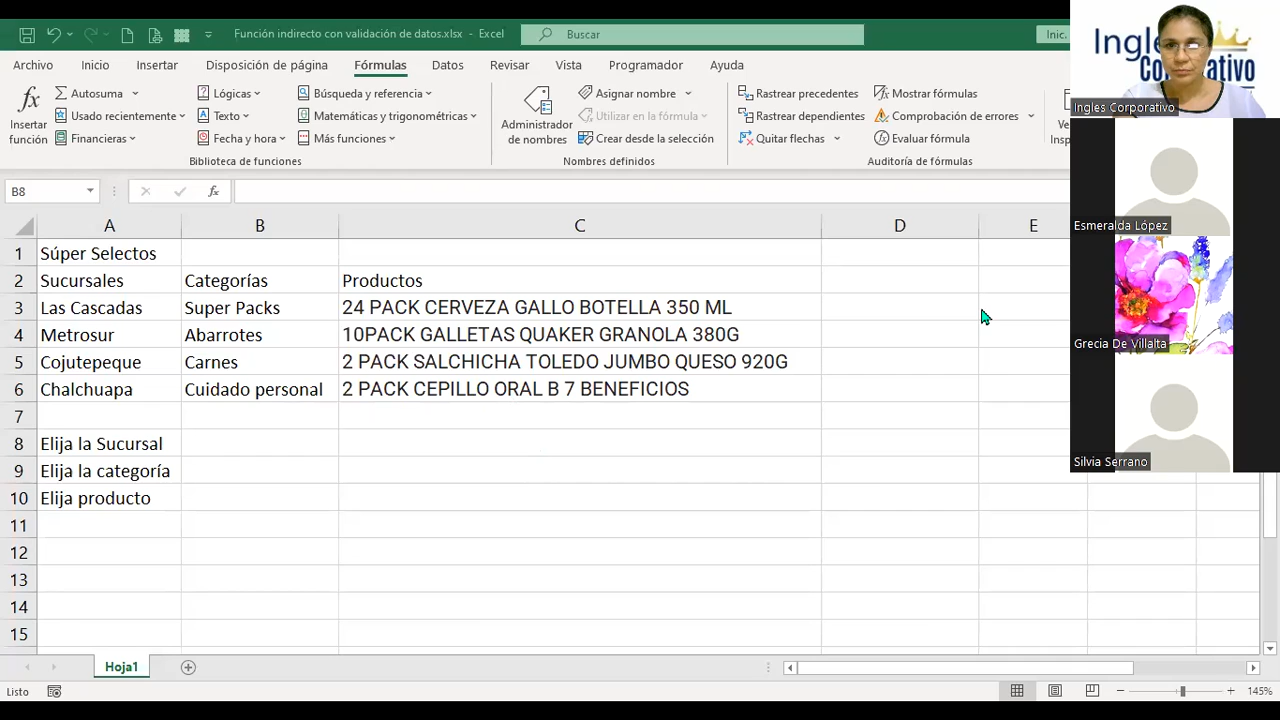 Función indirecto con validación de datos.xlsx - Excel
Buscar
Inic.
Archivo Inicio Insertar Disposición de página Fórmulas Datos Revisar Vista Programador Ayuda
Insertar función
Autosuma
Usado recientemente
Financieras
Lógicas
Texto
Fecha y hora
Búsqueda y referencia
Matemáticas y trigonométricas
Más funciones
Biblioteca de funciones
Administrador de nombres
Asignar nombre
Utilizar en la fórmula
Crear desde la selección
Nombres definidos
Rastrear precedentes
Rastrear dependientes
Quitar flechas
Mostrar fórmulas
Comprobación de errores
Evaluar fórmula
Auditoría de fórmulas
B8
fx
A B C D E
1 Súper Selectos
2 Sucursales Categorías Productos
3 Las Cascadas Super Packs 24 PACK CERVEZA GALLO BOTELLA 350 ML
4 Metrosur Abarrotes 10PACK GALLETAS QUAKER GRANOLA 380G
5 Cojutepeque Carnes 2 PACK SALCHICHA TOLEDO JUMBO QUESO 920G
6 Chalchuapa Cuidado personal 2 PACK CEPILLO ORAL B 7 BENEFICIOS
7
8 Elija la Sucursal
9 Elija la categoría
10 Elija producto
11
12
13
14
15
Hoja1
Listo
145%
Ingles Corporativo
Esmeralda López
Grecia De Villalta
Silvia Serrano